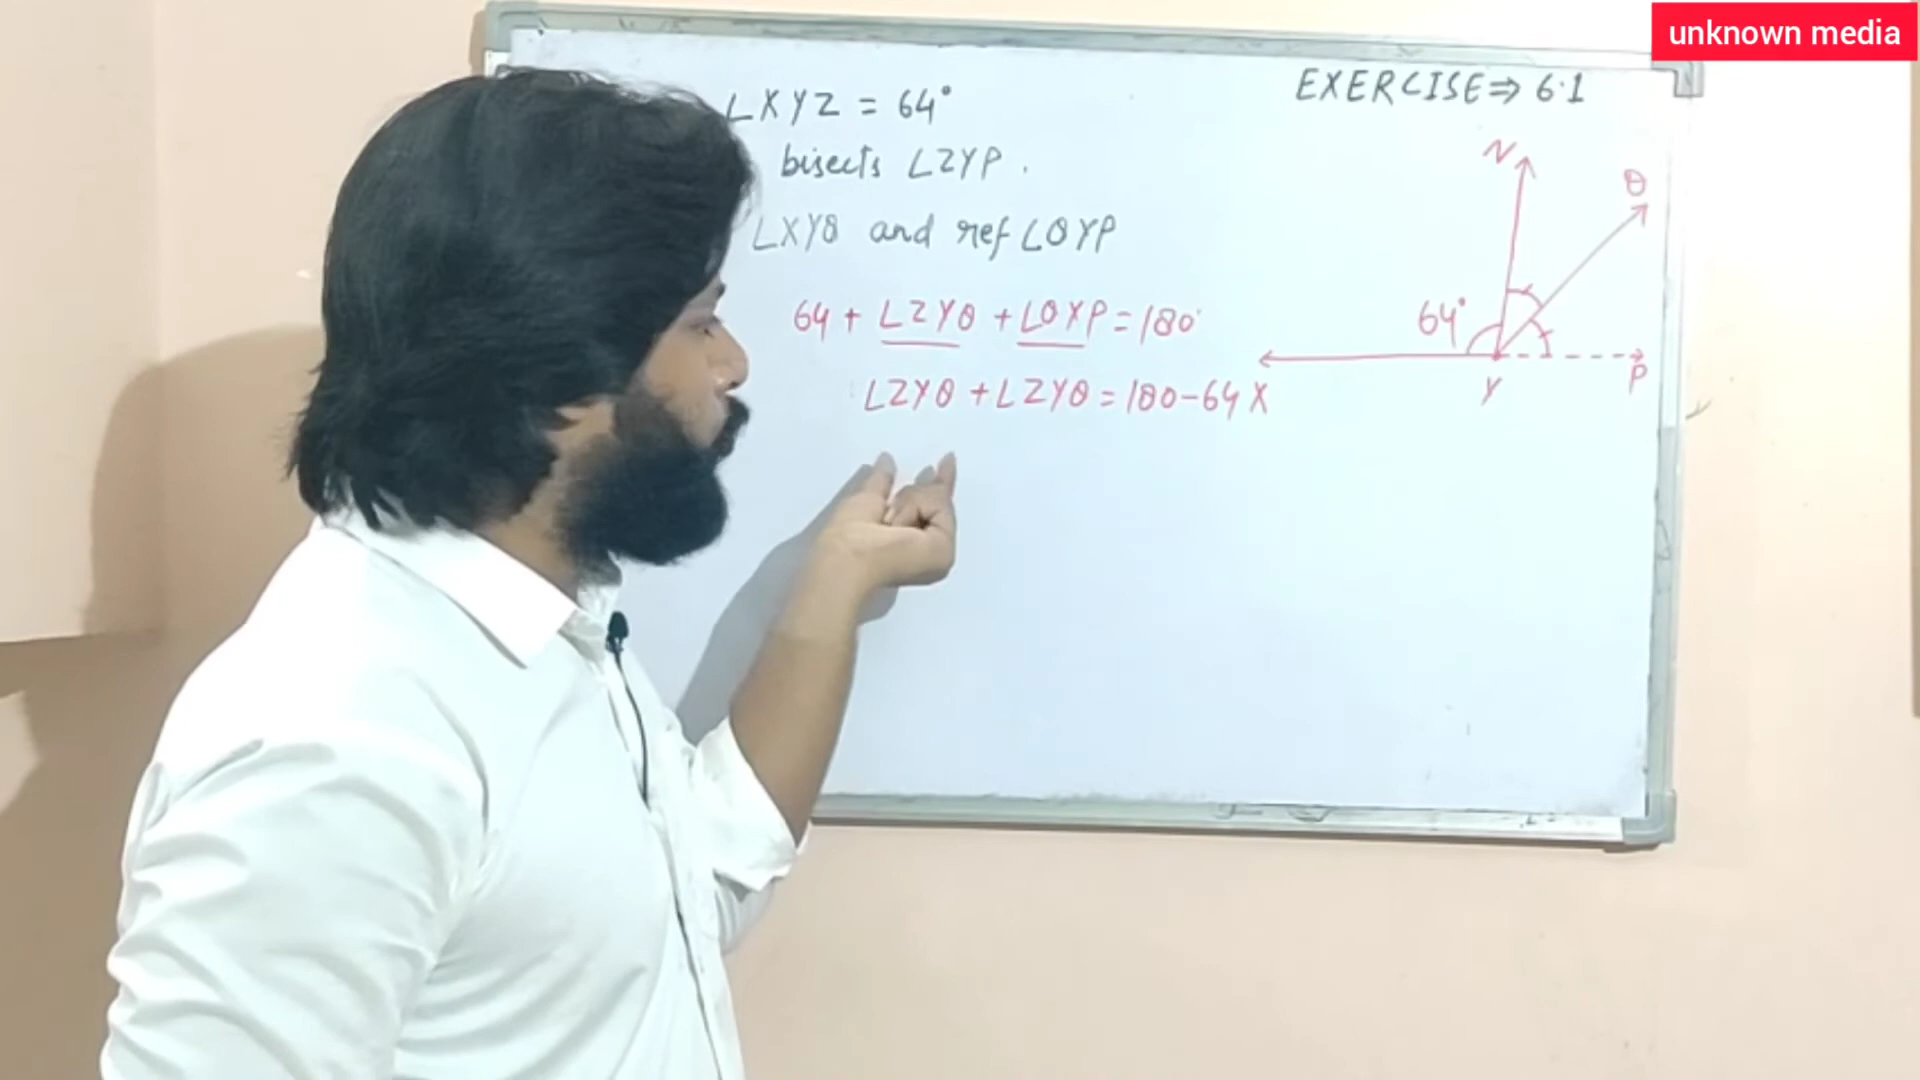 unknown media
EXERCISE ⇒ 6.1
∠XYZ = 64°
bisects ∠ZYP .
∠XYQ and ref ∠QYP
64 + ∠ZYQ + ∠QYP = 180°
∠ZYQ + ∠ZYQ = 180 - 64 X
N
Q
64°
Y
P